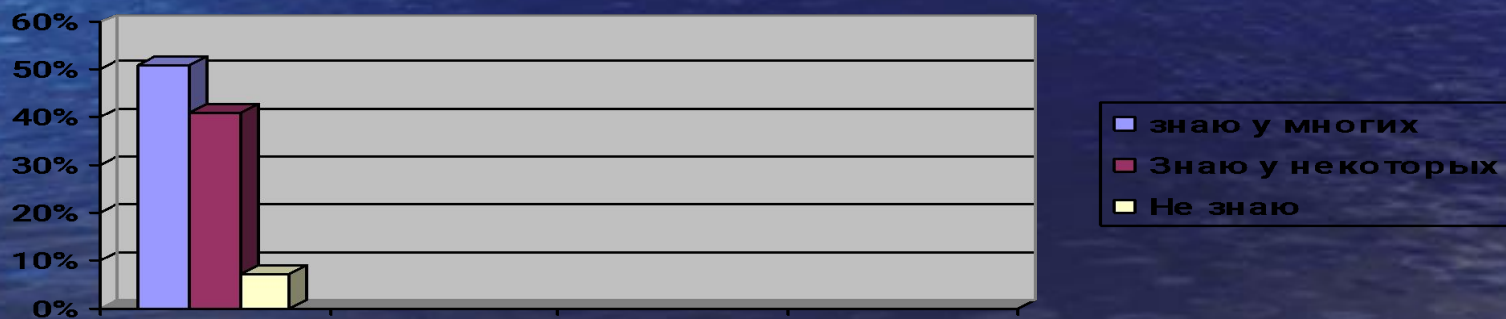 60%
50%
40%
30%
20%
10%
0%
знаю у многих
Знаю у некоторых
Не знаю